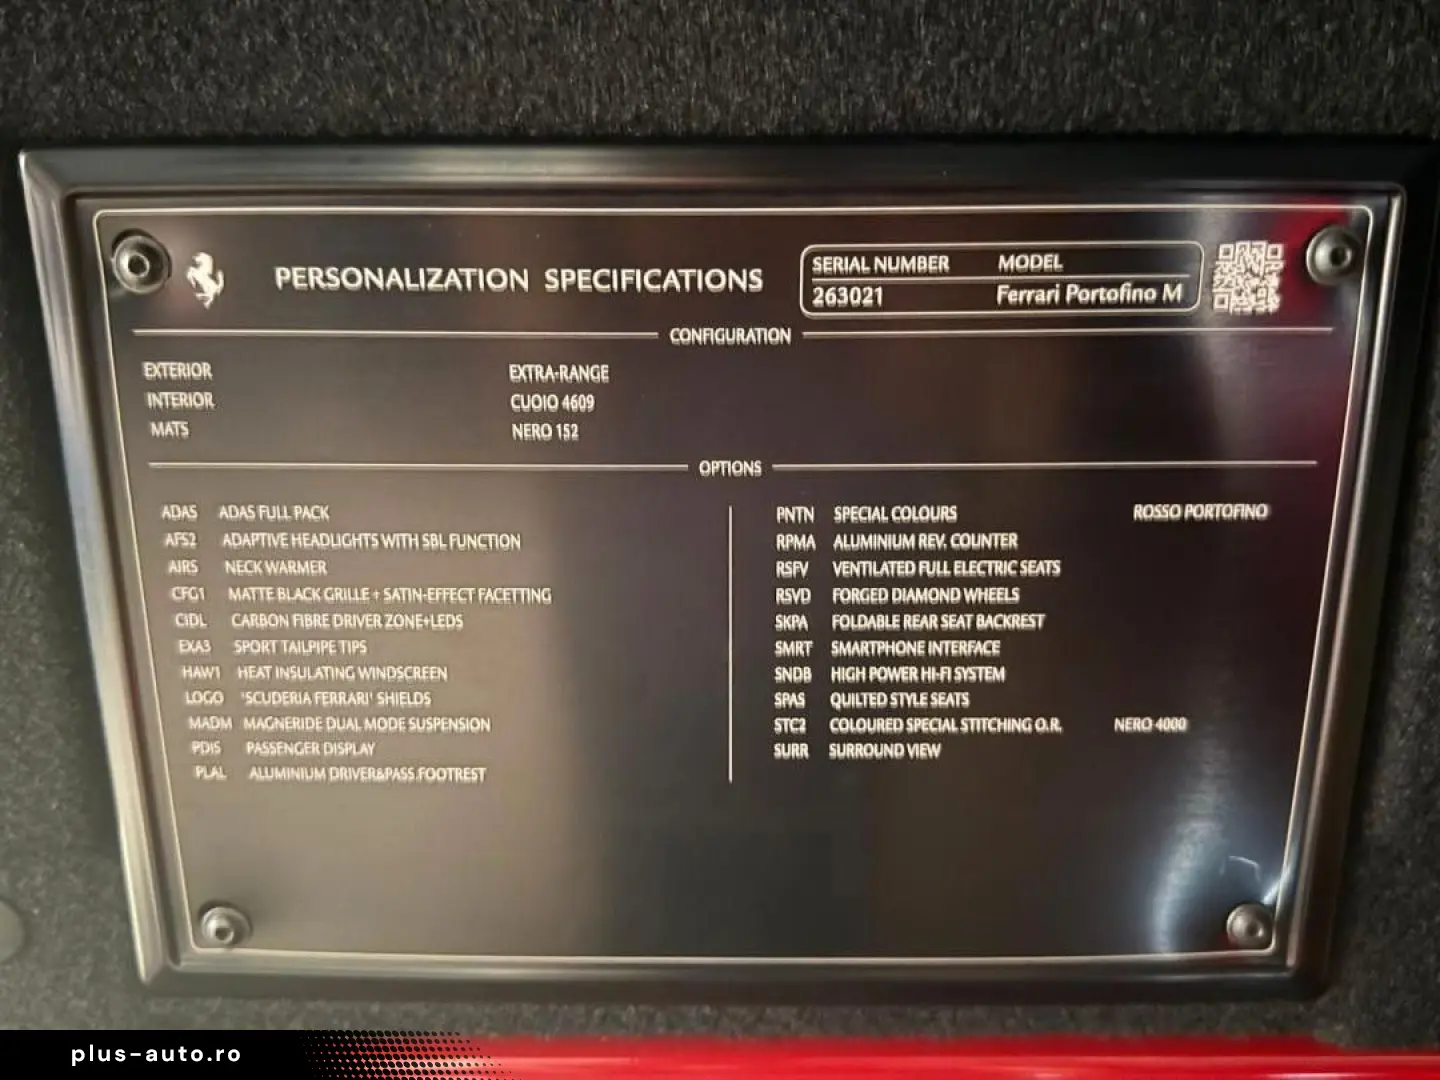 PERSONALIZATION SPECIFICATIONS
SERIAL NUMBER MODEL
263021 Ferrari Portofino M
CONFIGURATION
EXTERIOR EXTRA-RANGE
INTERIOR CUOIO 4609
MATS NERO 152
OPTIONS
ADAS ADAS FULL PACK
AFS2 ADAPTIVE HEADLIGHTS WITH SBL FUNCTION
AIRS NECK WARMER
CFG1 MATTE BLACK GRILLE + SATIN-EFFECT FACETTING
CIDL CARBON FIBRE DRIVER ZONE+LEDS
EXA3 SPORT TAILPIPE TIPS
HAW1 HEAT INSULATING WINDSCREEN
LOGO 'SCUDERIA FERRARI' SHIELDS
MADM MAGNERIDE DUAL MODE SUSPENSION
PDIS PASSENGER DISPLAY
PLAL ALUMINIUM DRIVER&PASS.FOOTREST
PNTN SPECIAL COLOURS ROSSO PORTOFINO
RPMA ALUMINIUM REV. COUNTER
RSFV VENTILATED FULL ELECTRIC SEATS
RSVD FORGED DIAMOND WHEELS
SKPA FOLDABLE REAR SEAT BACKREST
SMRT SMARTPHONE INTERFACE
SNDB HIGH POWER HI-FI SYSTEM
SPAS QUILTED STYLE SEATS
STC2 COLOURED SPECIAL STITCHING O.R. NERO 4000
SURR SURROUND VIEW
plus-auto.ro